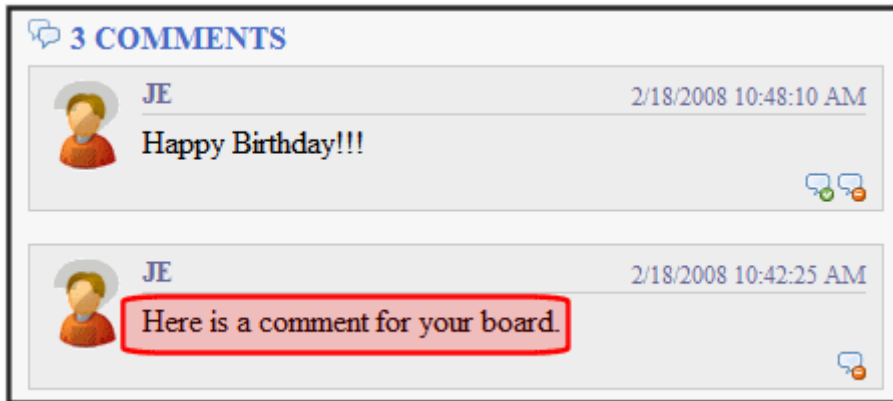 3 COMMENTS
JE 2/18/2008 10:48:10 AM
Happy Birthday!!!
JE 2/18/2008 10:42:25 AM
Here is a comment for your board.